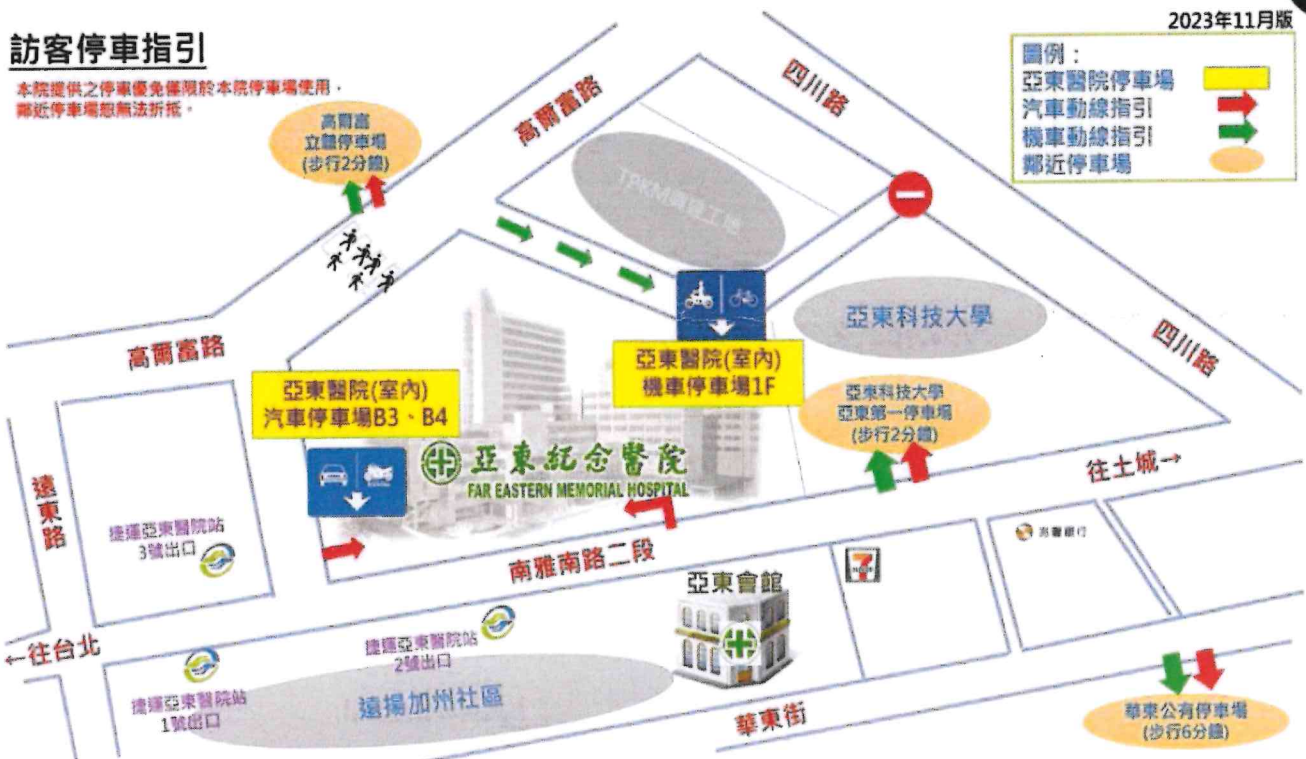 2023年11月版
訪客停車指引
本院提供之停車優免僅限於本院停車場使用,
鄰近停車場恕無法折抵。
圖例:
亞東醫院停車場
汽車動線指引
機車動線指引
鄰近停車場
高爾富
立體停車場
(步行2分鐘)
高爾富路
四川路
亞東科技大學
四川路
高爾富路
亞東醫院(室內)
機車停車場1F
亞東醫院(室內)
汽車停車場B3、B4
亞東科技大學
亞東第一停車場
(步行2分鐘)
亞東紀念醫院
FAR EASTERN MEMORIAL HOSPITAL
往土城→
遠東路
捷運亞東醫院站
3號出口
南雅南路二段
亞東會館
7
←往台北
捷運亞東醫院站
2號出口
捷運亞東醫院站
1號出口
遠揚加州社區
華東街
華東公有停車場
(步行6分鐘)